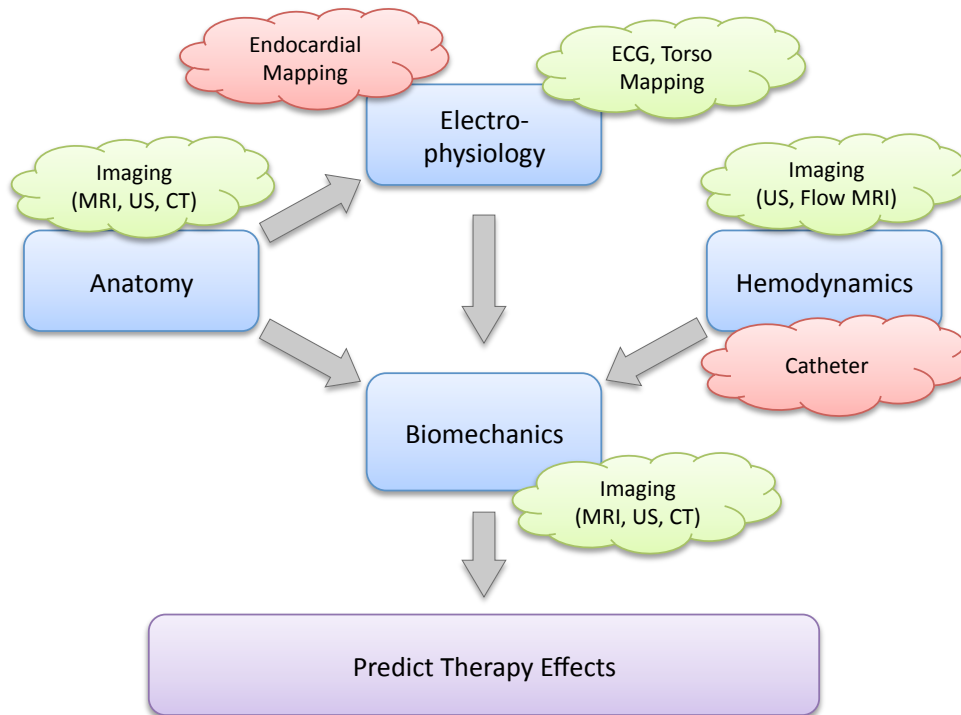 Endocardial
Mapping
ECG, Torso
Mapping
Electro-
physiology
Imaging
(MRI, US, CT)
Imaging
(US, Flow MRI)
Anatomy
Hemodynamics
Catheter
Biomechanics
Imaging
(MRI, US, CT)
Predict Therapy Effects